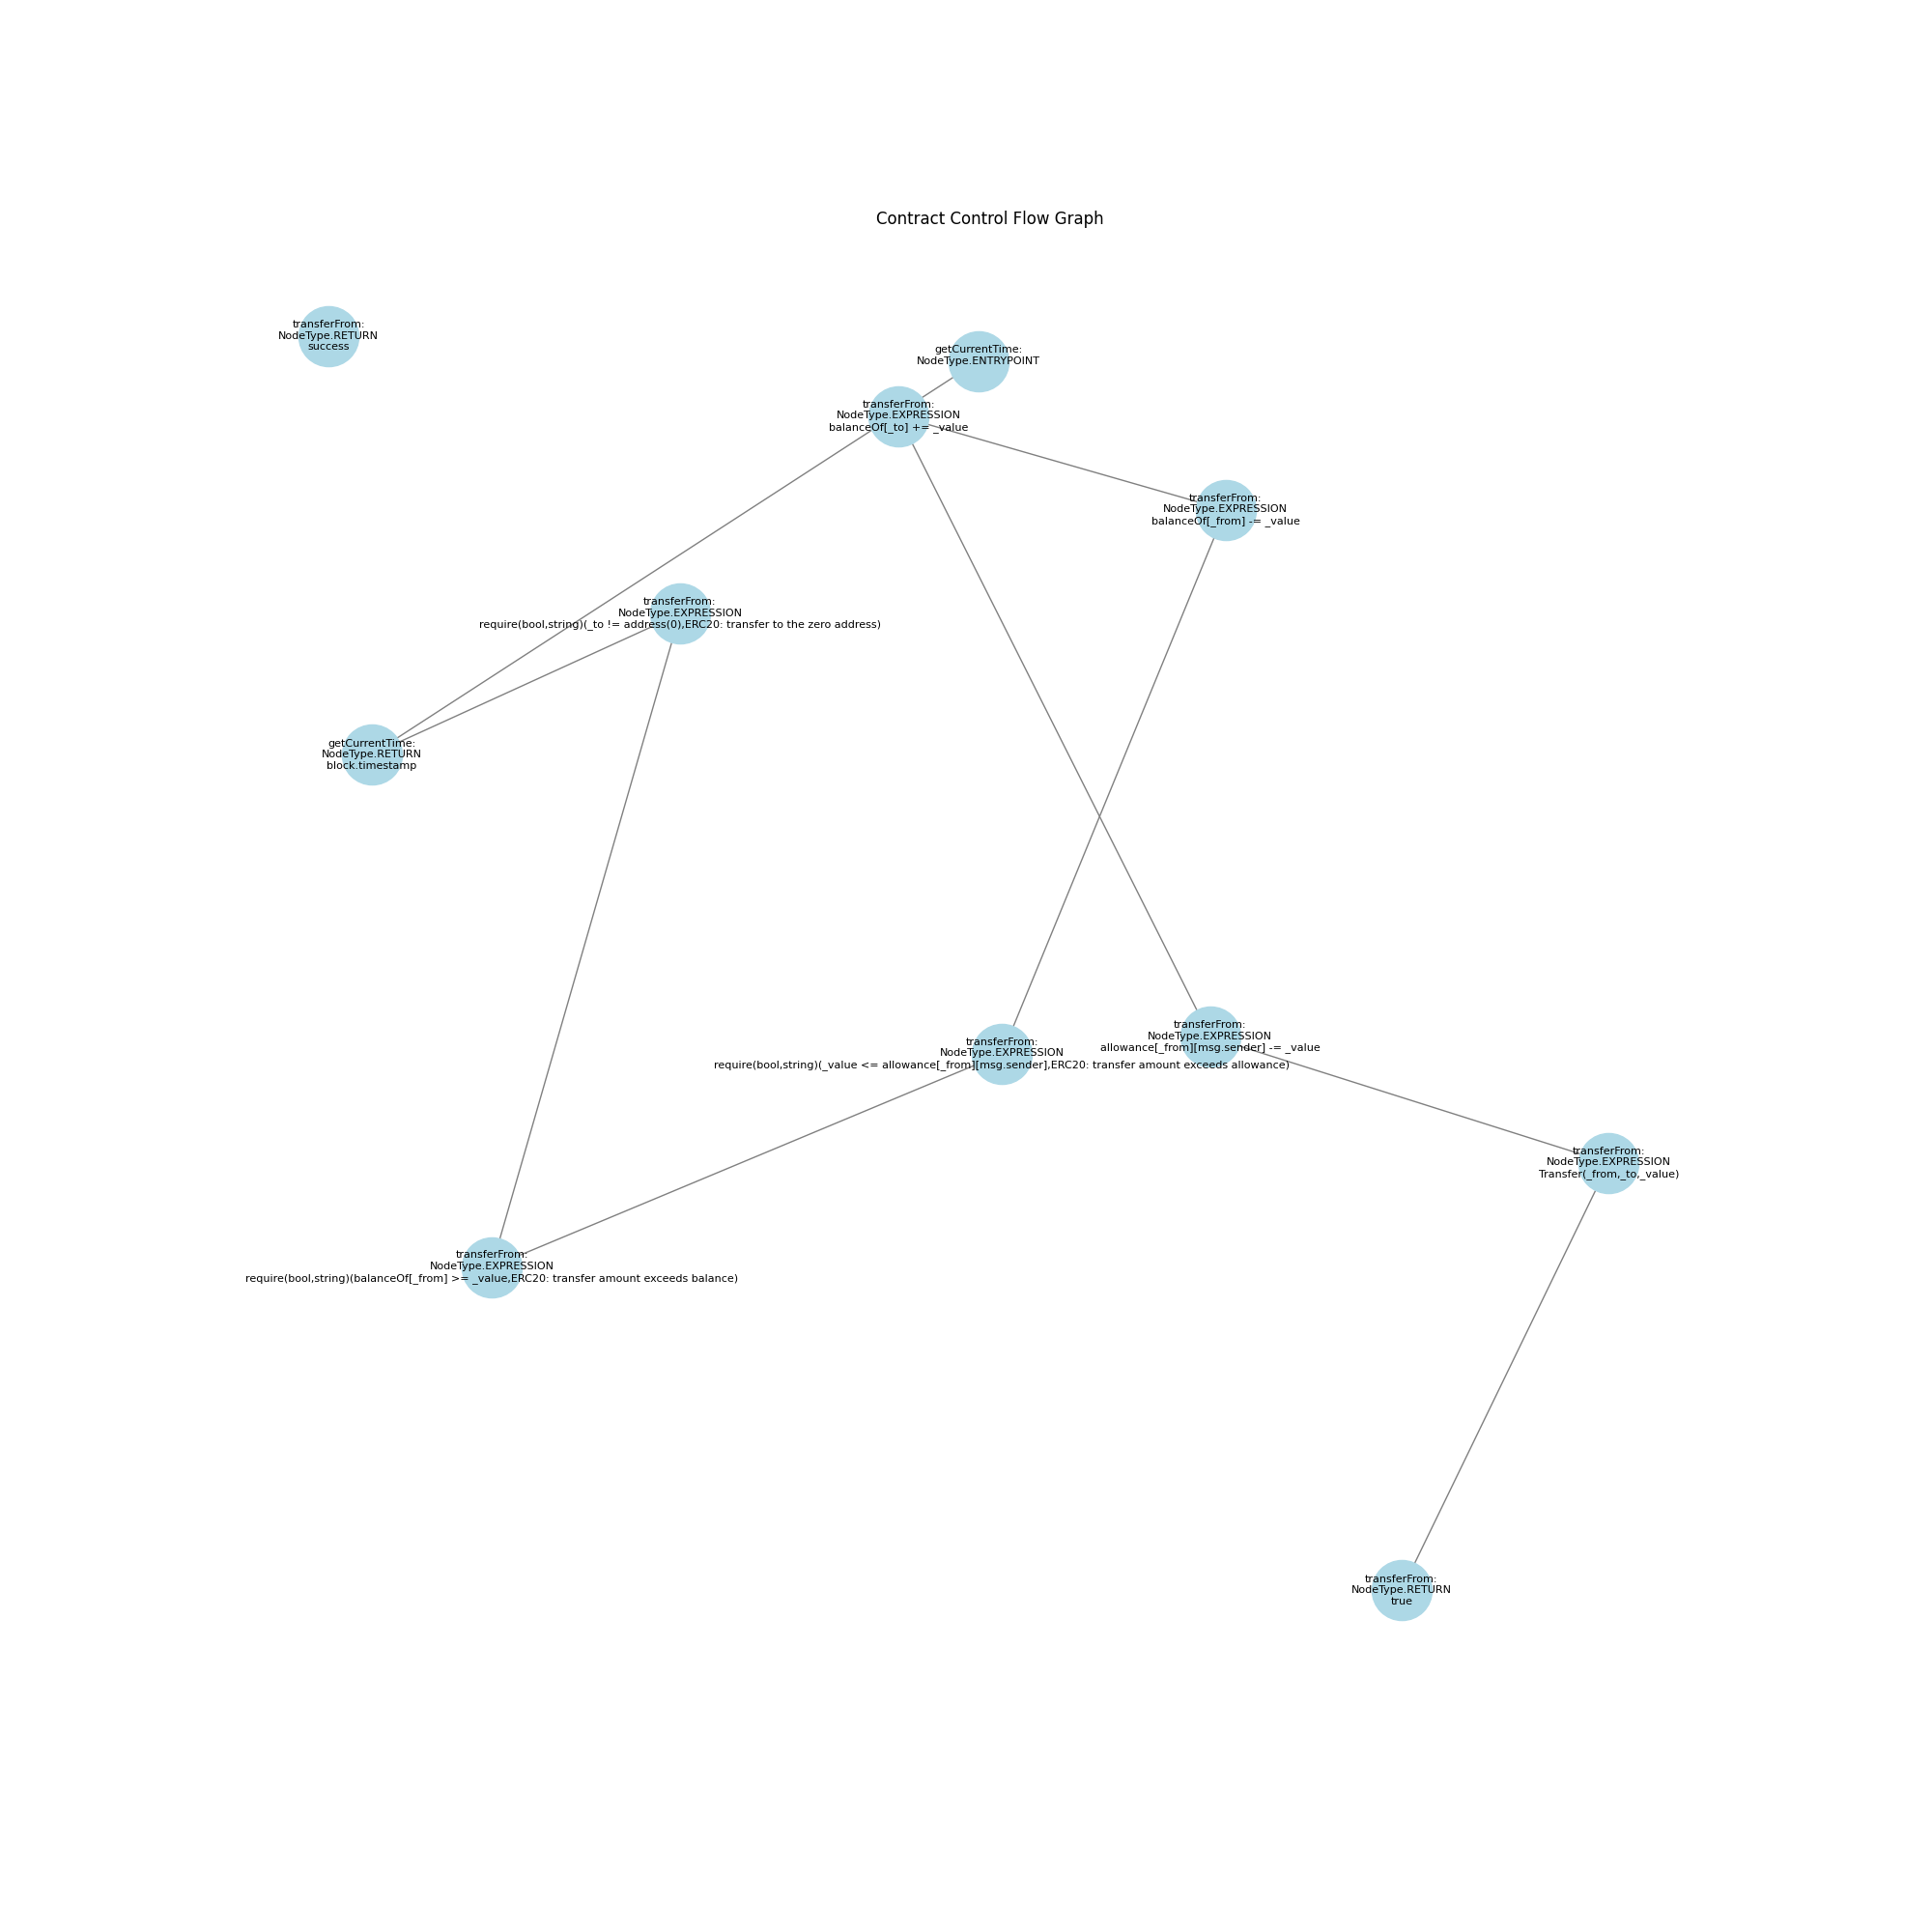 Contract Control Flow Graph
transferFrom:
NodeType.RETURN
success
getCurrentTime:
NodeType.ENTRYPOINT
transferFrom:
NodeType.EXPRESSION
balanceOf[_to] += _value
transferFrom:
NodeType.EXPRESSION
balanceOf[_from] -= _value
transferFrom:
NodeType.EXPRESSION
require(bool,string)(_to != address(0),ERC20: transfer to the zero address)
getCurrentTime:
NodeType.RETURN
block.timestamp
transferFrom:
NodeType.EXPRESSION
allowance[_from][msg.sender] -= _value
transferFrom:
NodeType.EXPRESSION
require(bool,string)(_value <= allowance[_from][msg.sender],ERC20: transfer amount exceeds allowance)
transferFrom:
NodeType.EXPRESSION
Transfer(_from,_to,_value)
transferFrom:
NodeType.EXPRESSION
require(bool,string)(balanceOf[_from] >= _value,ERC20: transfer amount exceeds balance)
transferFrom:
NodeType.RETURN
true